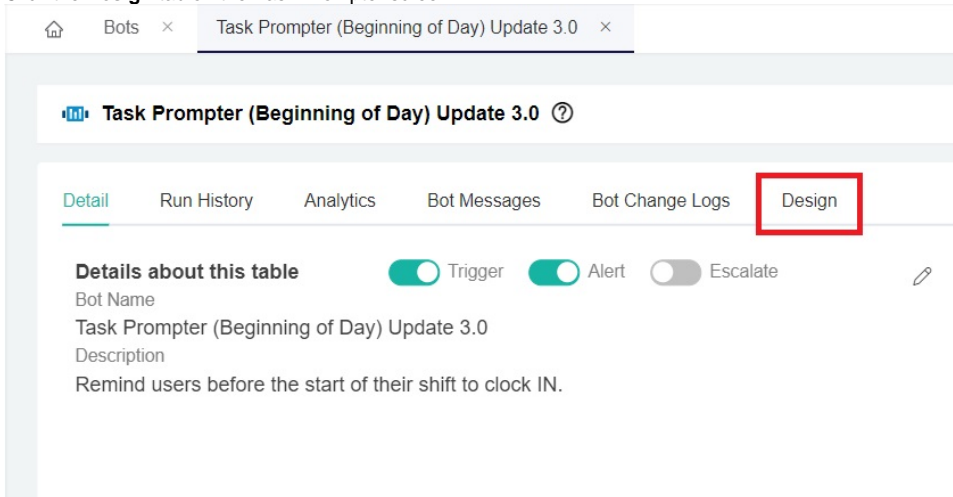 Bots × Task Prompter (Beginning of Day) Update 3.0 ×
Task Prompter (Beginning of Day) Update 3.0 ?
Detail Run History Analytics Bot Messages Bot Change Logs Design
Details about this table Trigger Alert Escalate
Bot Name
Task Prompter (Beginning of Day) Update 3.0
Description
Remind users before the start of their shift to clock IN.